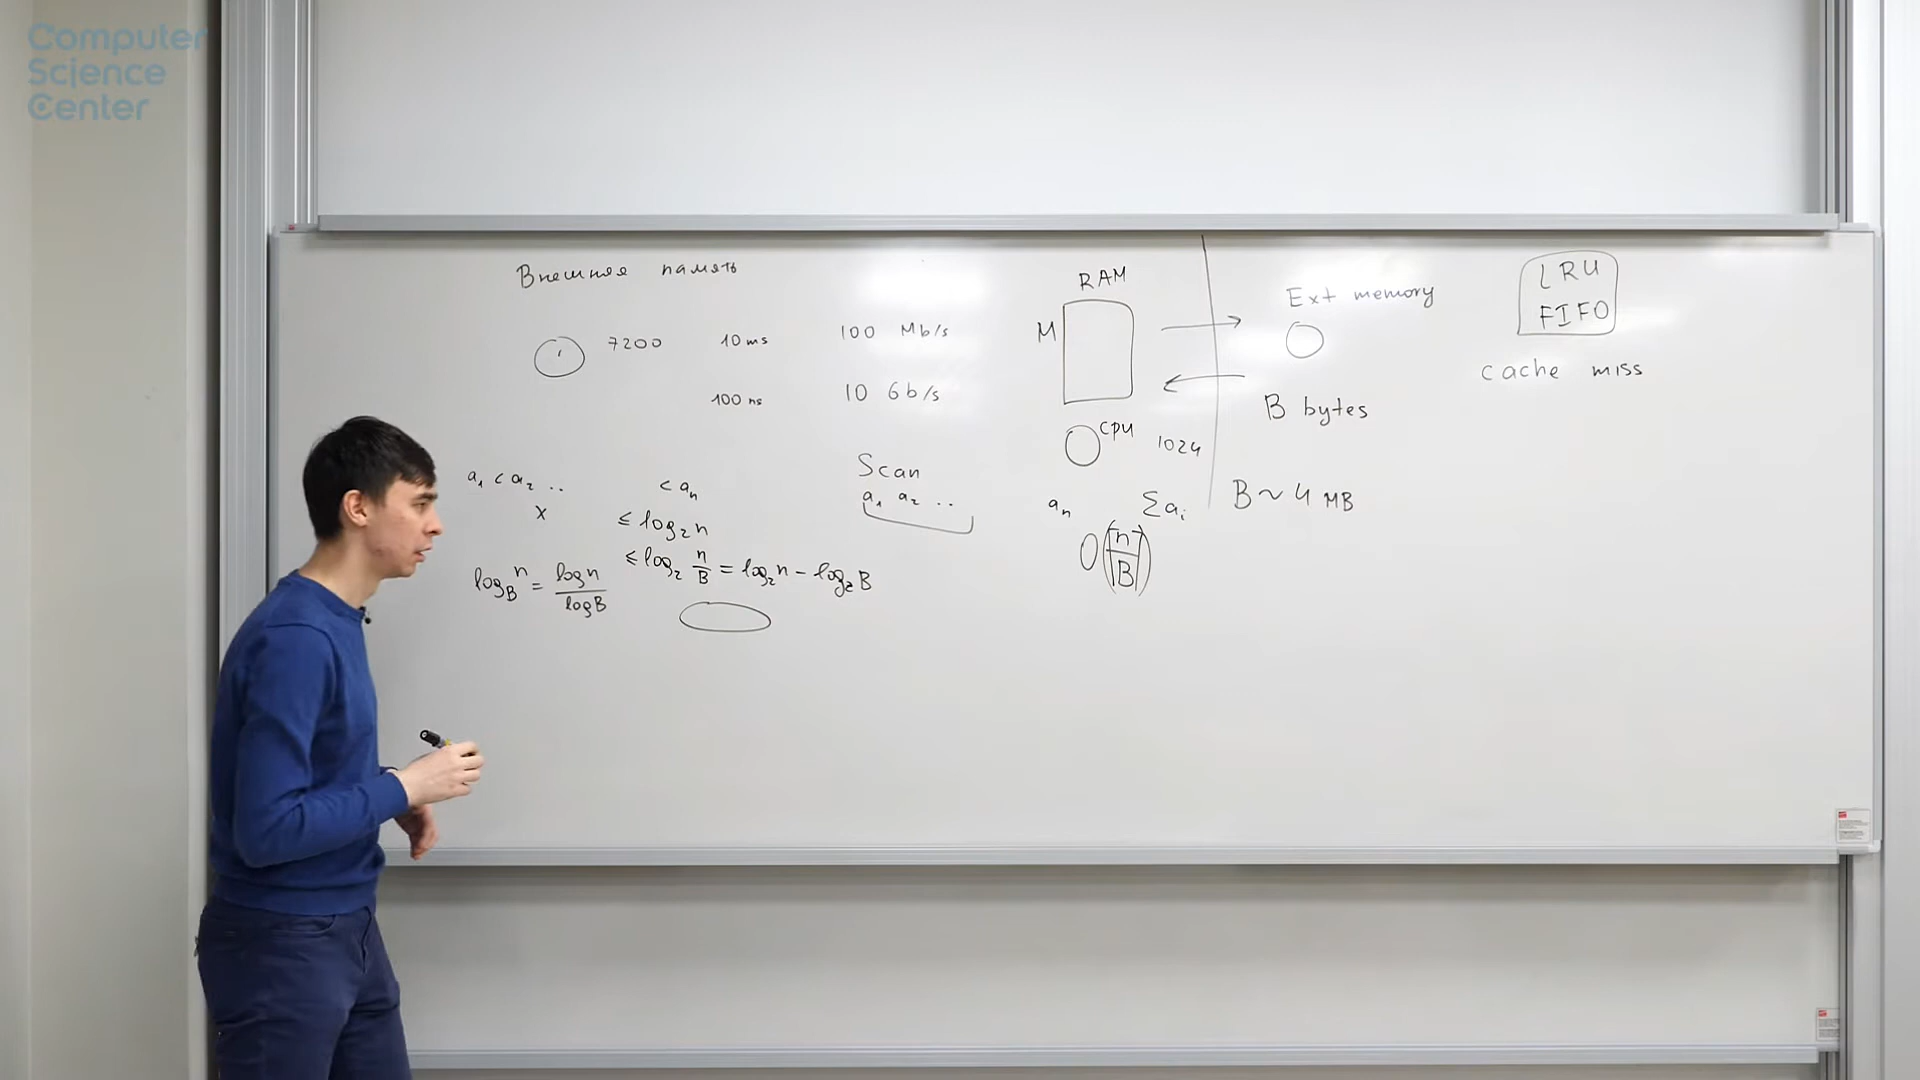 Computer
Science
Center
Внешняя память
7200 10 ms 100 Mb/s
100 ns 10 Gb/s
RAM
M
CPU
1024
Ext memory
B bytes
B ~ 4 MB
LRU
FIFO
cache miss
a₁ < a₂ .. < aₙ
x
≤ log₂ n
≤ log₂ n/B = log₂ n - log₂ B
log_B n = log n / log B
Scan
a₁ a₂ .. aₙ Σaᵢ
O(⌈n/B⌉)